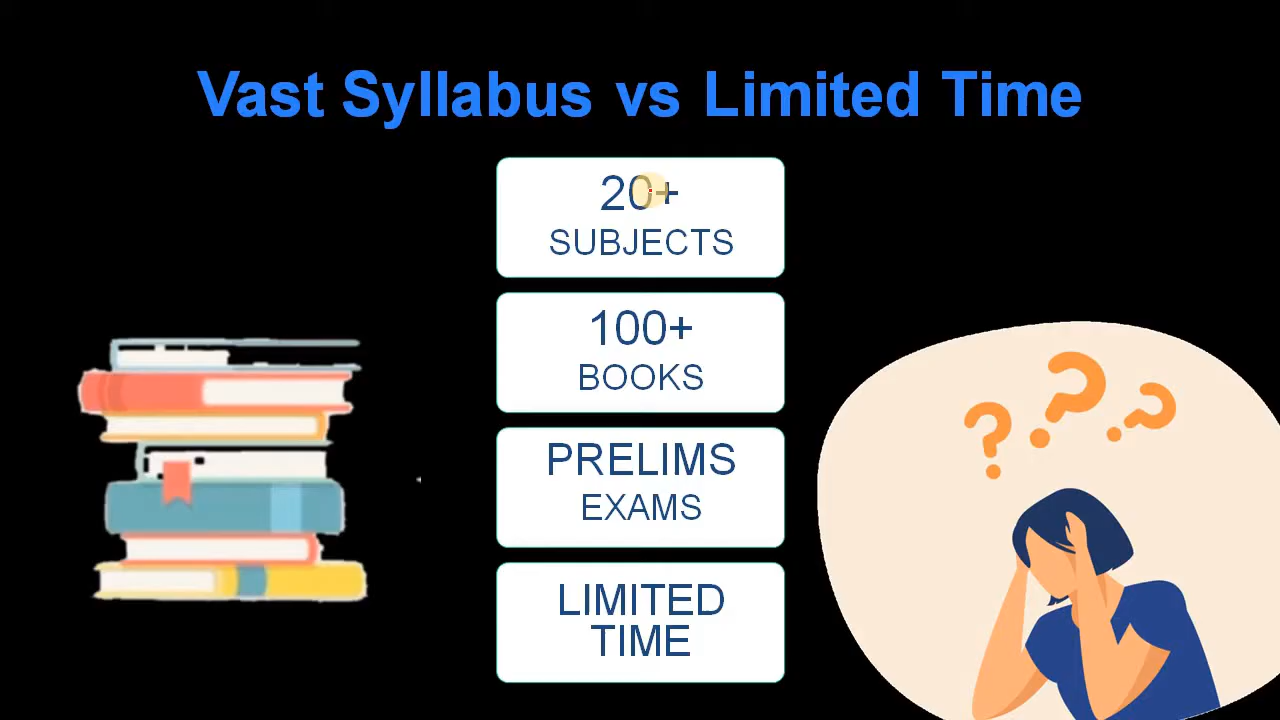 Vast Syllabus vs Limited Time
20+
SUBJECTS
100+
BOOKS
PRELIMS
EXAMS
LIMITED
TIME